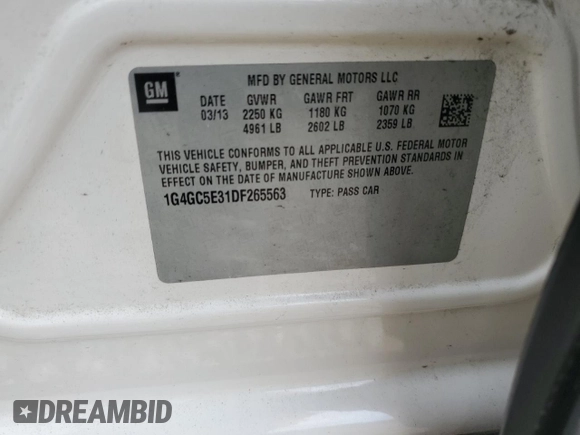 GM
MFD BY GENERAL MOTORS LLC
DATE GVWR GAWR FRT GAWR RR
03/13 2250 KG 1180 KG 1070 KG
4961 LB 2602 LB 2359 LB
THIS VEHICLE CONFORMS TO ALL APPLICABLE U.S. FEDERAL MOTOR
VEHICLE SAFETY, BUMPER, AND THEFT PREVENTION STANDARDS IN
EFFECT ON THE DATE OF MANUFACTURE SHOWN ABOVE.
1G4GC5E31DF265563 TYPE: PASS CAR
DREAMBID